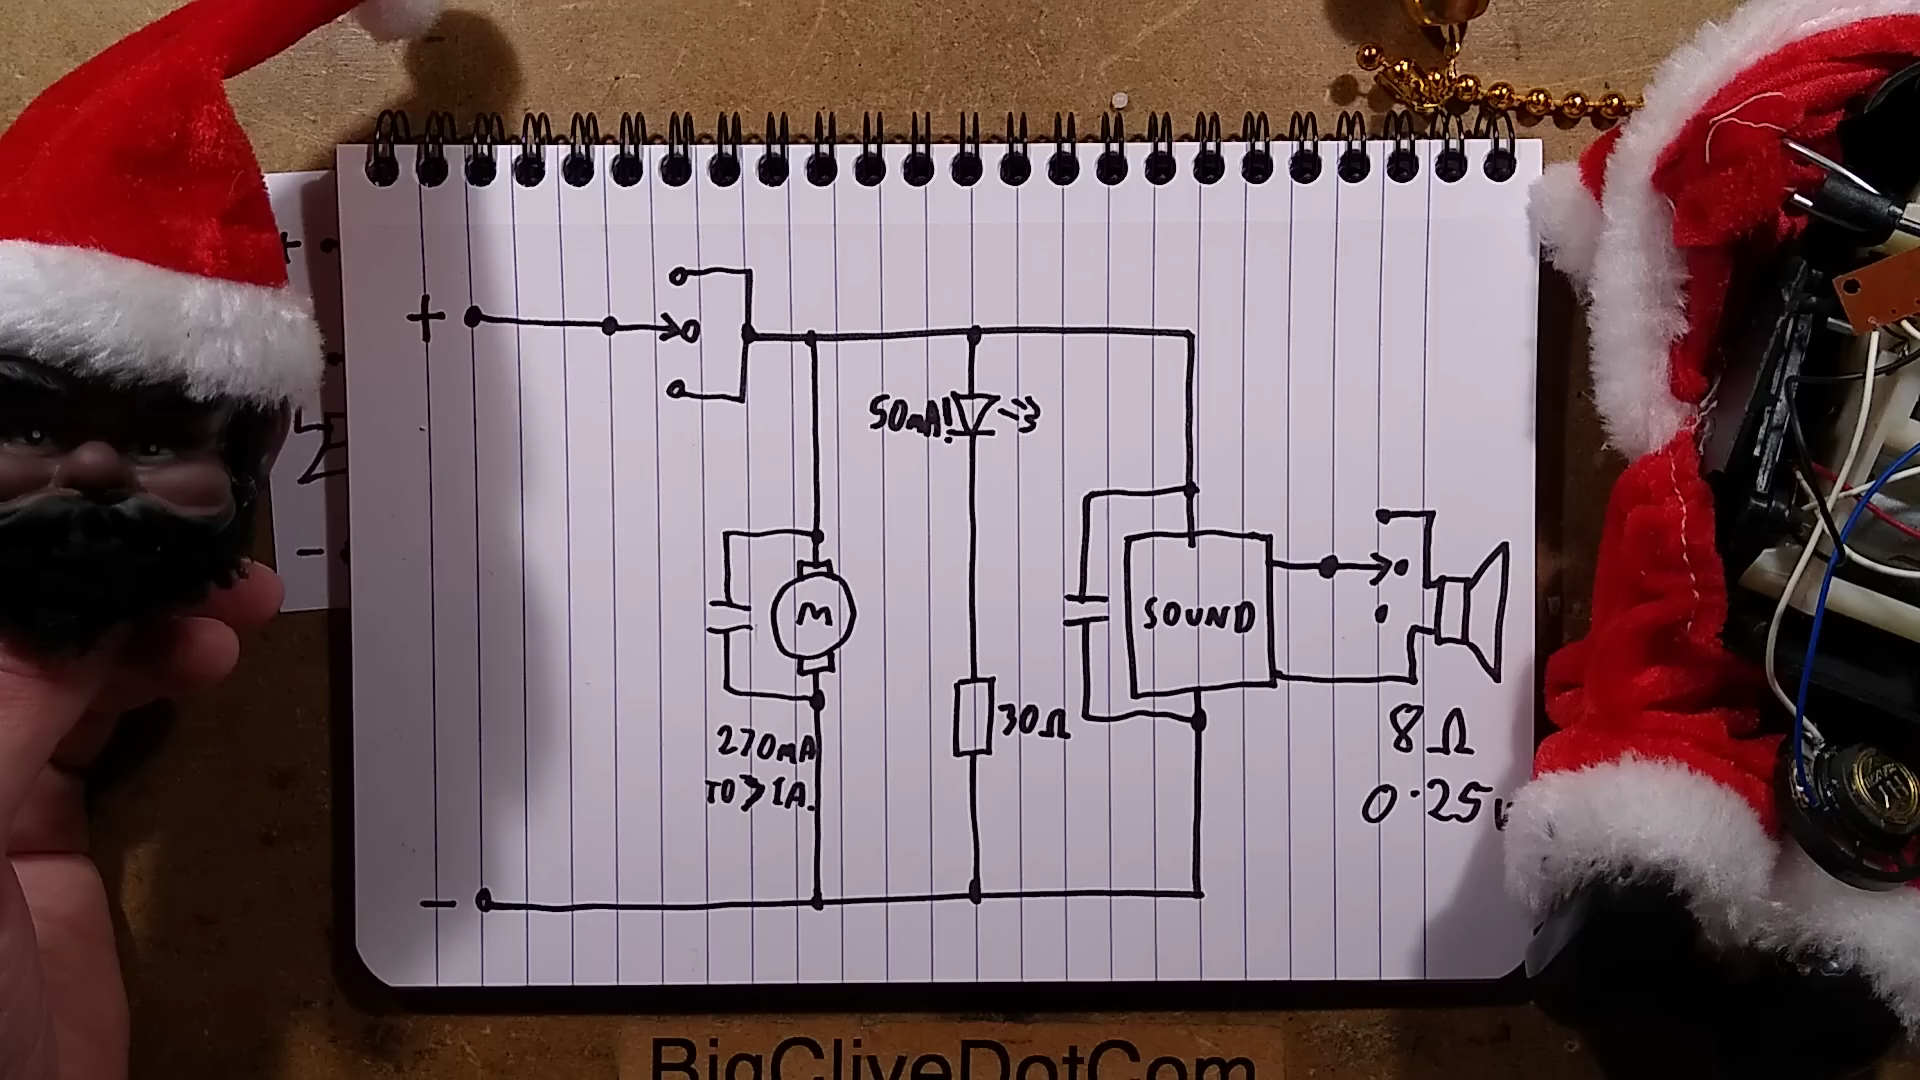 +
50mA!
M
SOUND
30Ω
270mA
TO > 1A.
8Ω
0.25
-
BigCliveDotCom